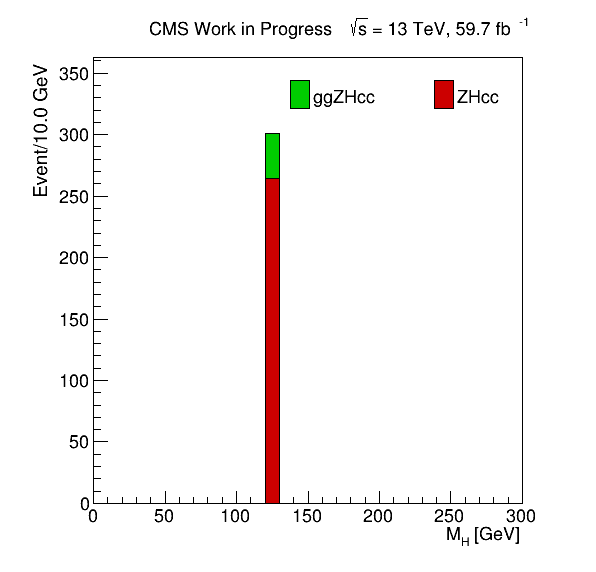 CMS Work in Progress √s = 13 TeV, 59.7 fb⁻¹
Event/10.0 GeV
ggZHcc ZHcc
350
300
250
200
150
100
50
0
0 50 100 150 200 250 300
M_H [GeV]